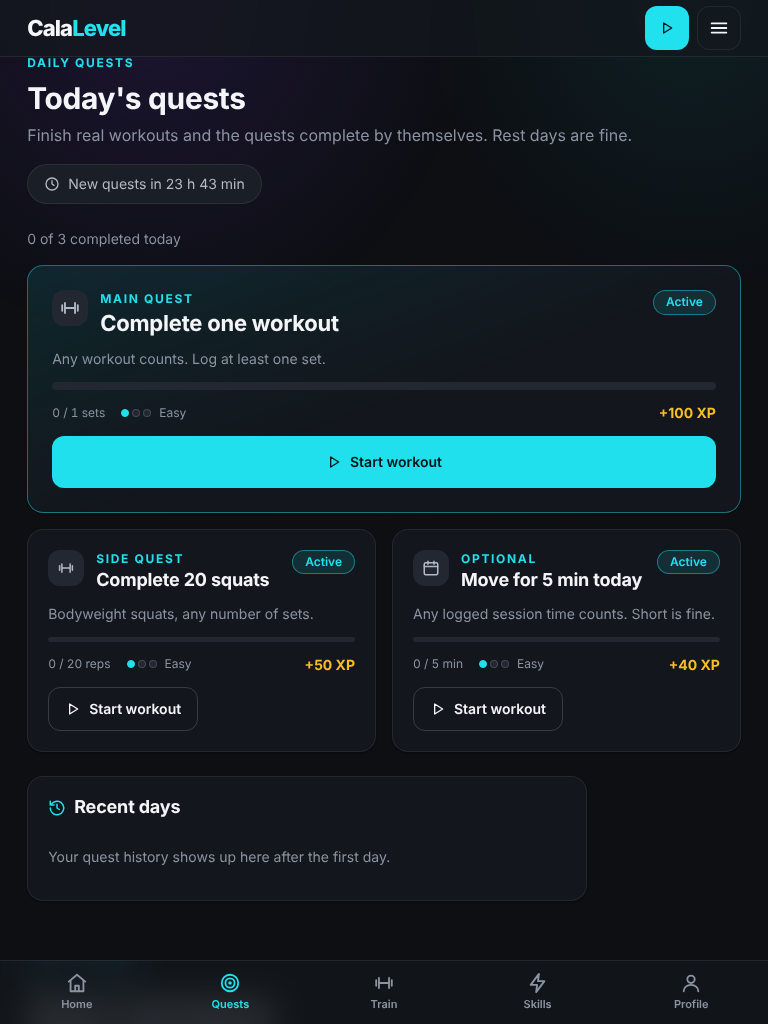 CalaLevel
DAILY QUESTS
Today's quests
Finish real workouts and the quests complete by themselves. Rest days are fine.
New quests in 23 h 43 min
0 of 3 completed today
MAIN QUEST
Active
Complete one workout
Any workout counts. Log at least one set.
0 / 1 sets Easy +100 XP
Start workout
SIDE QUEST
Active
Complete 20 squats
Bodyweight squats, any number of sets.
0 / 20 reps Easy +50 XP
Start workout
OPTIONAL
Active
Move for 5 min today
Any logged session time counts. Short is fine.
0 / 5 min Easy +40 XP
Start workout
Recent days
Your quest history shows up here after the first day.
Home Quests Train Skills Profile